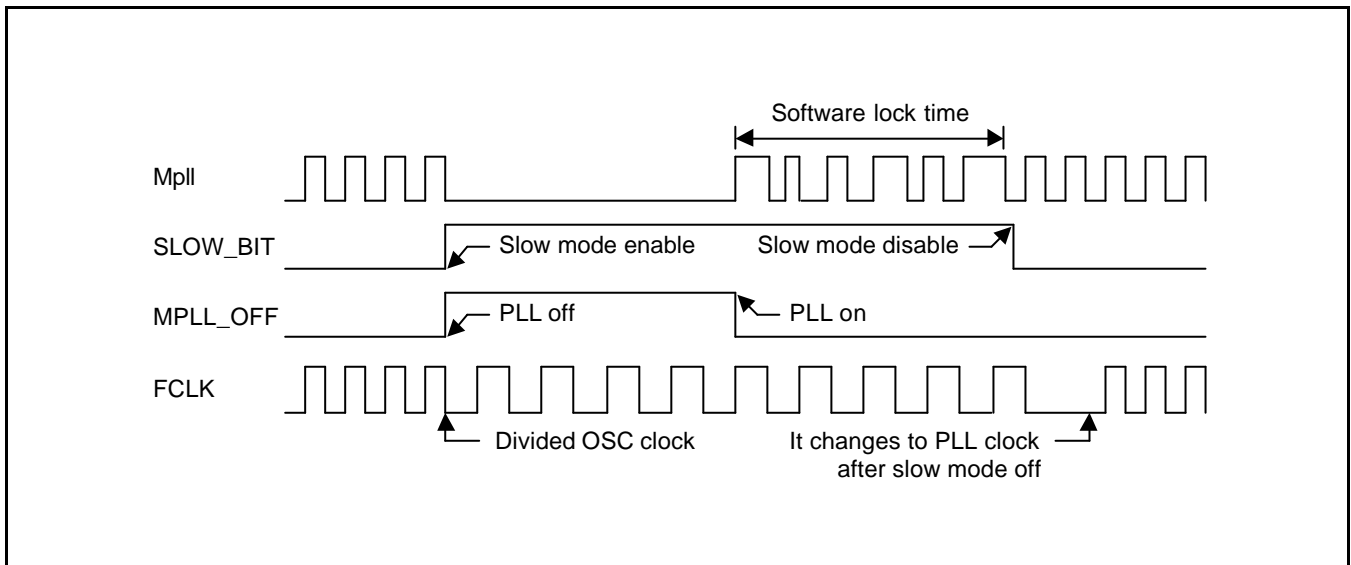 Software lock time
Mpll
SLOW_BIT
Slow mode enable
Slow mode disable
MPLL_OFF
PLL off
PLL on
FCLK
Divided OSC clock
It changes to PLL clock
after slow mode off